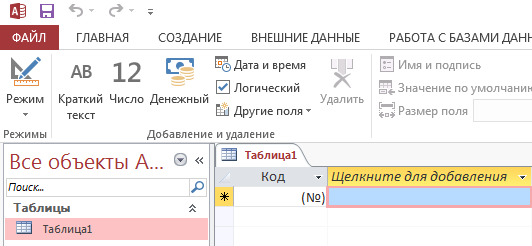 ФАЙЛ ГЛАВНАЯ СОЗДАНИЕ ВНЕШНИЕ ДАННЫЕ РАБОТА С БАЗАМИ ДАН
Режим
Режимы
AB
Краткий
текст
12
Число
Денежный
Дата и время
Логический
Другие поля
Удалить
Добавление и удаление
Имя и подпись
Значение по умолчани
Размер поля
Все объекты A...
Поиск...
Таблицы
Таблица1
Таблица1
Код Щелкните для добавления
(№)